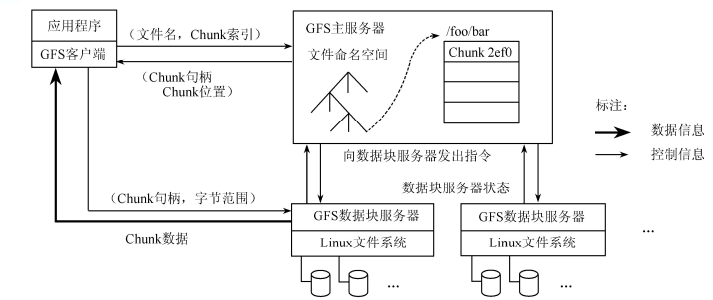 应用程序
GFS客户端
（文件名，Chunk索引）
（Chunk句柄
Chunk位置）
GFS主服务器
文件命名空间
/foo/bar
Chunk 2ef0
标注：
数据信息
控制信息
向数据块服务器发出指令
数据块服务器状态
（Chunk句柄，字节范围）
Chunk数据
GFS数据块服务器
Linux文件系统
...
GFS数据块服务器
Linux文件系统
...
...